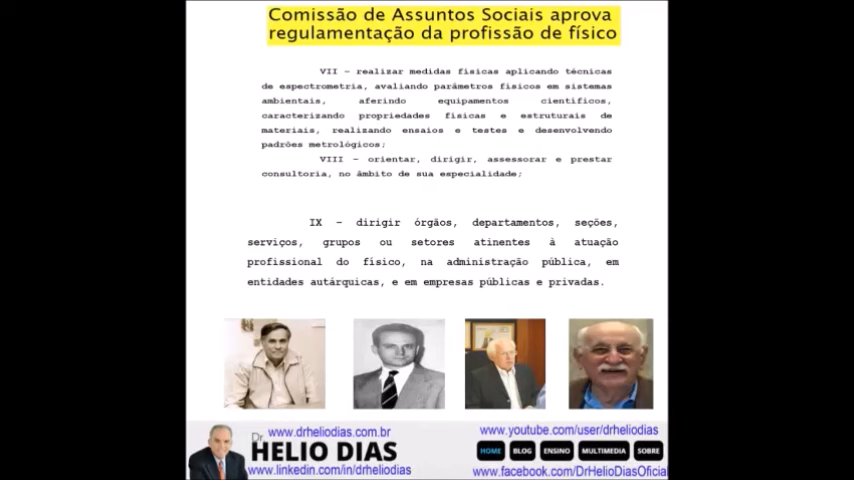 Comissão de Assuntos Sociais aprova
regulamentação da profissão de físico
VII – realizar medidas físicas aplicando técnicas
de espectrometria, avaliando parâmetros físicos em sistemas
ambientais, aferindo equipamentos científicos,
caracterizando propriedades físicas e estruturais de
materiais, realizando ensaios e testes e desenvolvendo
padrões metrológicos;
VIII – orientar, dirigir, assessorar e prestar
consultoria, no âmbito de sua especialidade;
IX – dirigir órgãos, departamentos, seções,
serviços, grupos ou setores atinentes à atuação
profissional do físico, na administração pública, em
entidades autárquicas, e em empresas públicas e privadas.
www.drheliodias.com.br
Dr.
HELIO DIAS
www.linkedin.com/in/drheliodias
www.youtube.com/user/drheliodias
HOME BLOG ENSINO MULTIMEDIA SOBRE
www.facebook.com/DrHelioDiasOficial